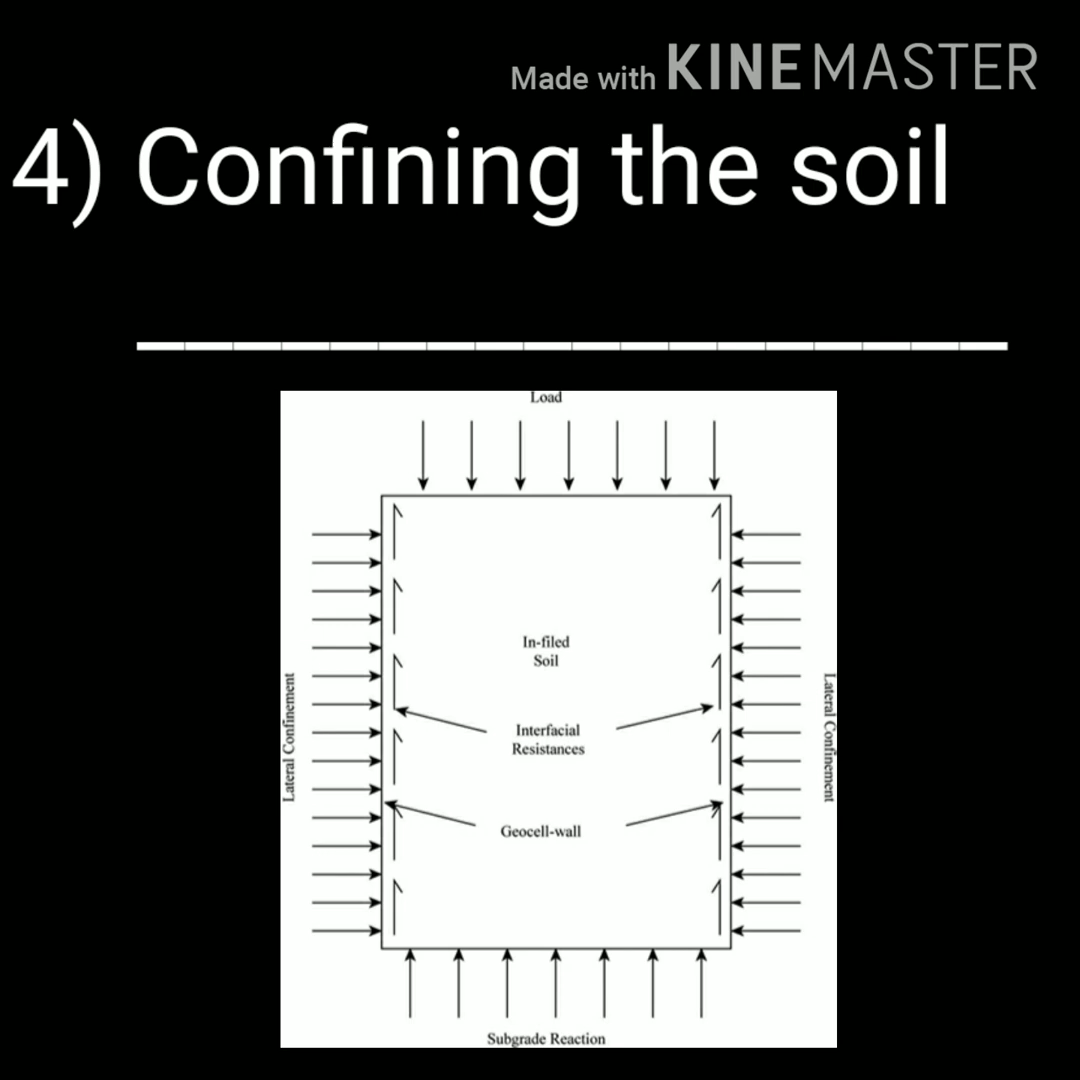 Made with KINEMASTER
4) Confining the soil
Load
In-filed
Soil
Lateral Confinement
Lateral Confinement
Interfacial
Resistances
Geocell-wall
Subgrade Reaction